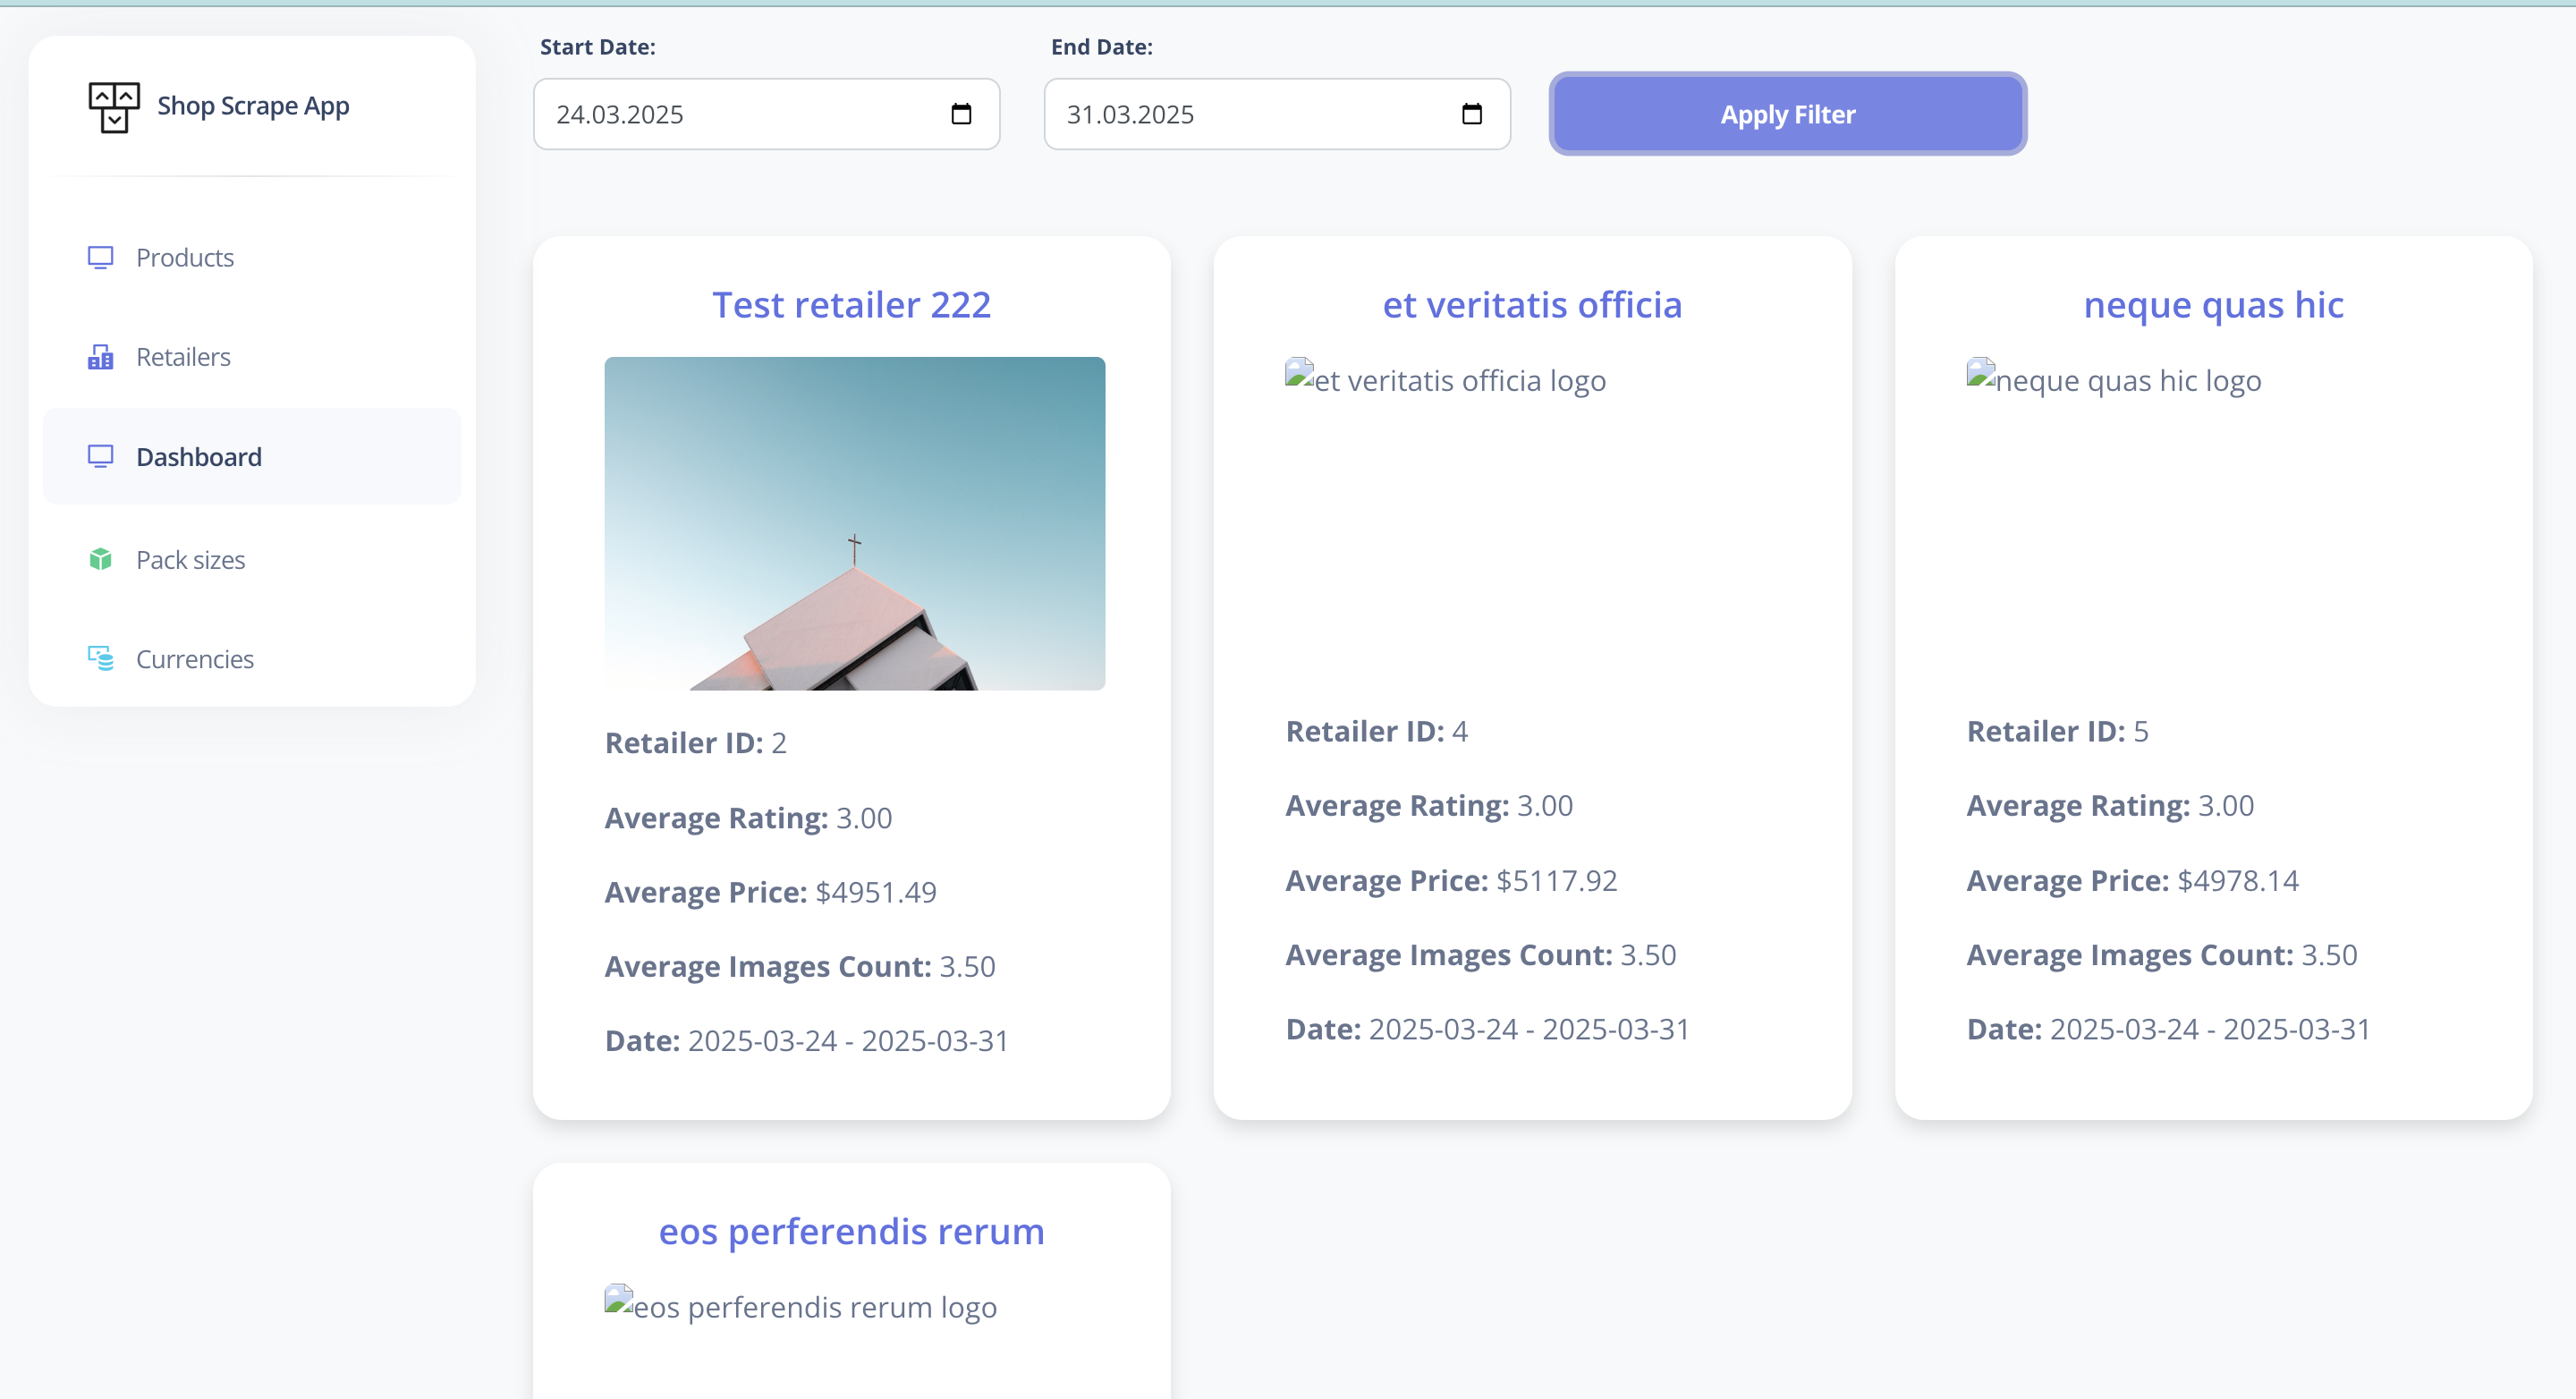 Shop Scrape App
Products
Retailers
Dashboard
Pack sizes
Currencies
Start Date:
End Date:
24.03.2025
31.03.2025
Apply Filter
Test retailer 222
Retailer ID: 2
Average Rating: 3.00
Average Price: $4951.49
Average Images Count: 3.50
Date: 2025-03-24 - 2025-03-31
et veritatis officia
et veritatis officia logo
Retailer ID: 4
Average Rating: 3.00
Average Price: $5117.92
Average Images Count: 3.50
Date: 2025-03-24 - 2025-03-31
neque quas hic
neque quas hic logo
Retailer ID: 5
Average Rating: 3.00
Average Price: $4978.14
Average Images Count: 3.50
Date: 2025-03-24 - 2025-03-31
eos perferendis rerum
eos perferendis rerum logo